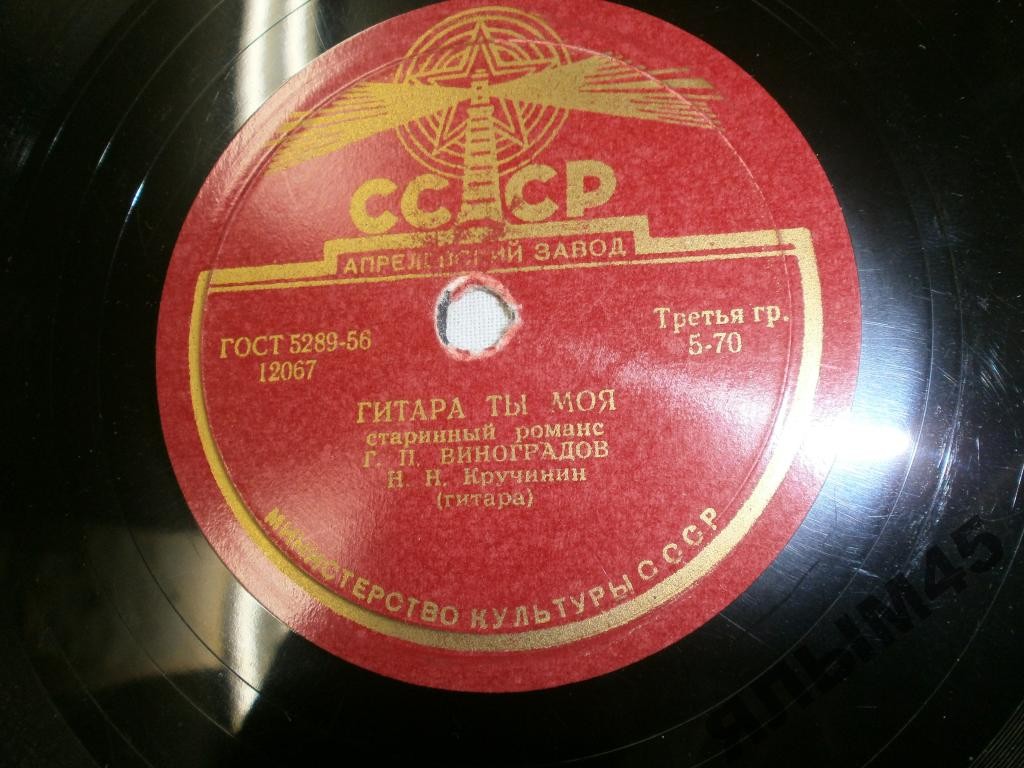 СССР
АПРЕЛЕВСКИЙ ЗАВОД
ГОСТ 5289-56
12067
Третья гр.
5-70
ГИТАРА ТЫ МОЯ
старинный романс
Г. П. ВИНОГРАДОВ
Н. Н. Кручинин
(гитара)
МИНИСТЕРСТВО КУЛЬТУРЫ СССР
ЯЛЫМ45